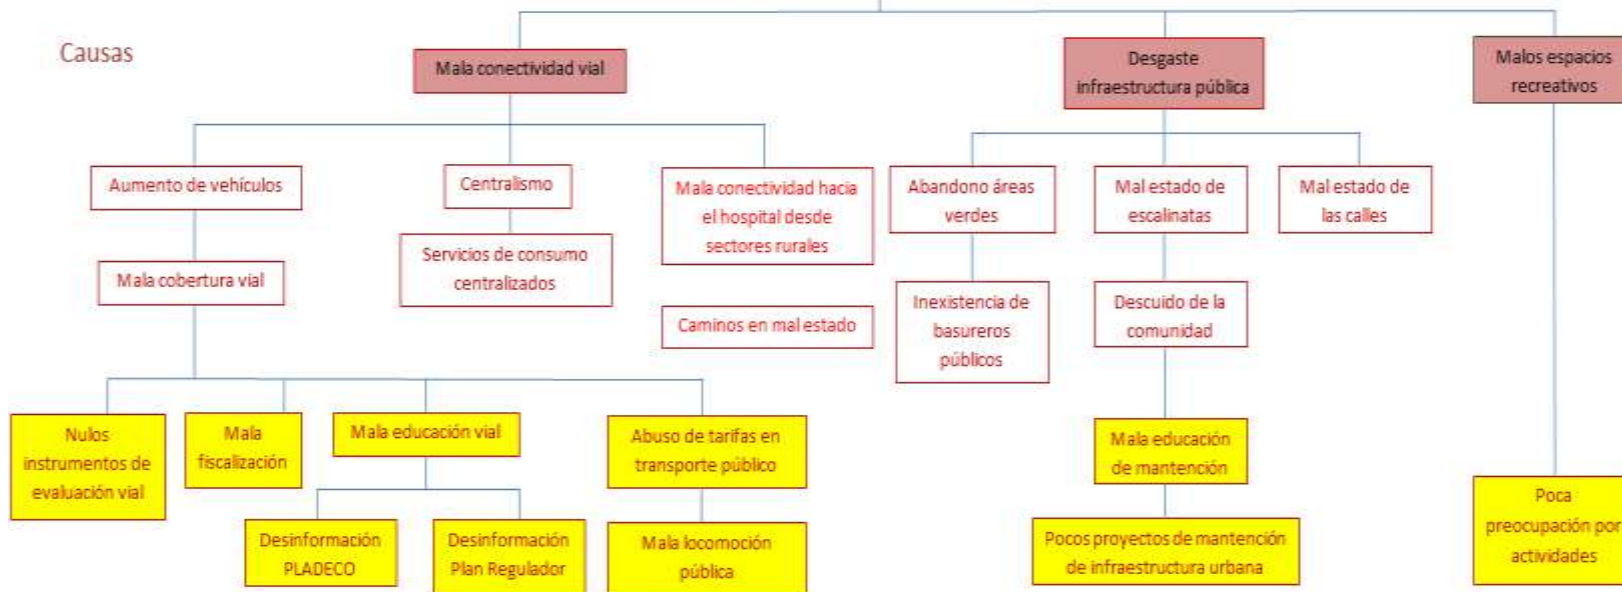 Causas
Mala conectividad vial
Desgaste
infraestructura pública
Malos espacios
recreativos
Aumento de vehículos
Centralismo
Mala conectividad hacia
el hospital desde
sectores rurales
Abandono áreas
verdes
Mal estado de
escalinatas
Mal estado de
las calles
Mala cobertura vial
Servicios de consumo
centralizados
Caminos en mal estado
Inexistencia de
basureros
públicos
Descuido de la
comunidad
Nulos
instrumentos de
evaluación vial
Mala
fiscalización
Mala educación vial
Abuso de tarifas en
transporte público
Mala educación
de mantención
Poca
preocupación por
actividades
Desinformación
PLADECO
Desinformación
Plan Regulador
Mala locomoción
pública
Pocos proyectos de mantención
de infraestructura urbana